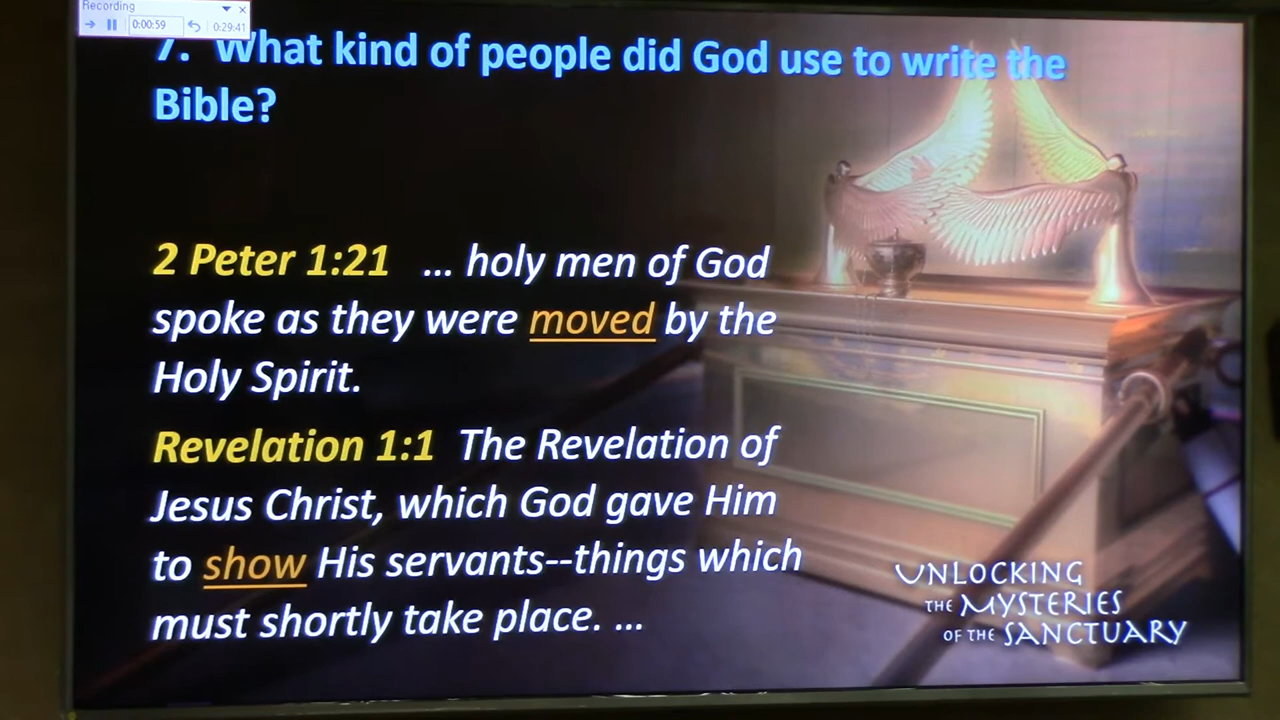 Recording
0:00:59
0:29:41
7. What kind of people did God use to write the
Bible?
2 Peter 1:21 ... holy men of God
spoke as they were moved by the
Holy Spirit.
Revelation 1:1 The Revelation of
Jesus Christ, which God gave Him
to show His servants--things which
must shortly take place. ...
UNLOCKING
THE MYSTERIES
OF THE SANCTUARY